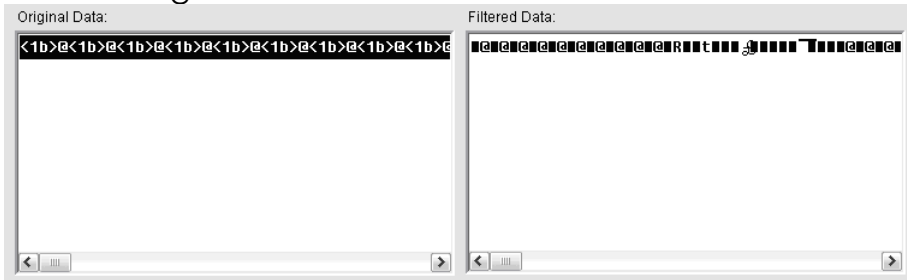 Original Data:
Filtered Data:
<1b>@<1b>@<1b>@<1b>@<1b>@<1b>@<1b>@<1b>@<1b>@
■@■@■@■@■@■@■@■@■@■R■■t■■■